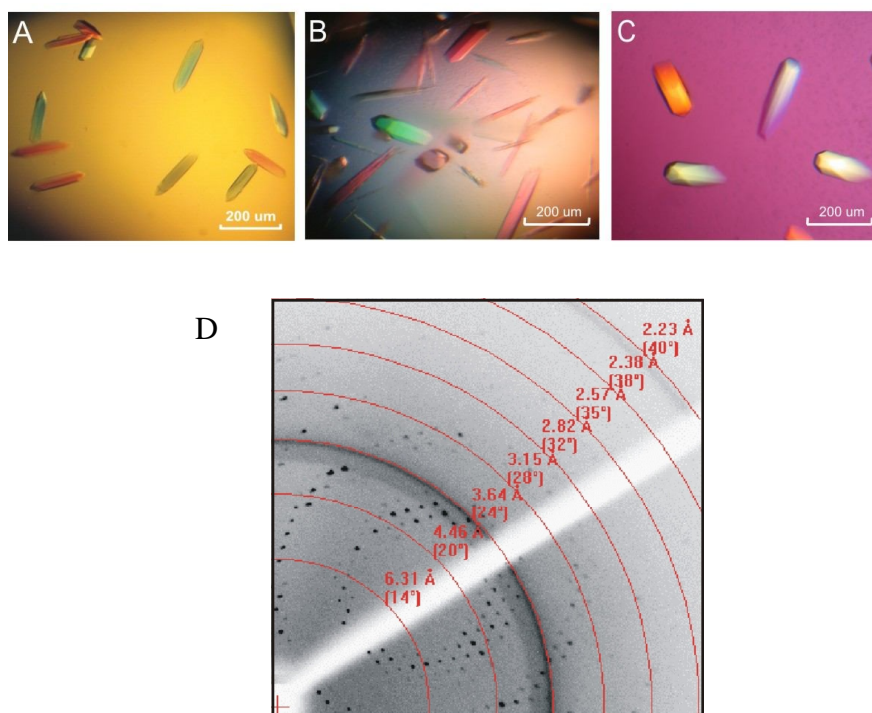 A
200 um
B
200 um
C
200 um
D
2.23 Å
(40°)
2.38 Å
(38°)
2.57 Å
(35°)
2.82 Å
(32°)
3.15 Å
(28°)
3.64 Å
(24°)
4.46 Å
(20°)
6.31 Å
(14°)